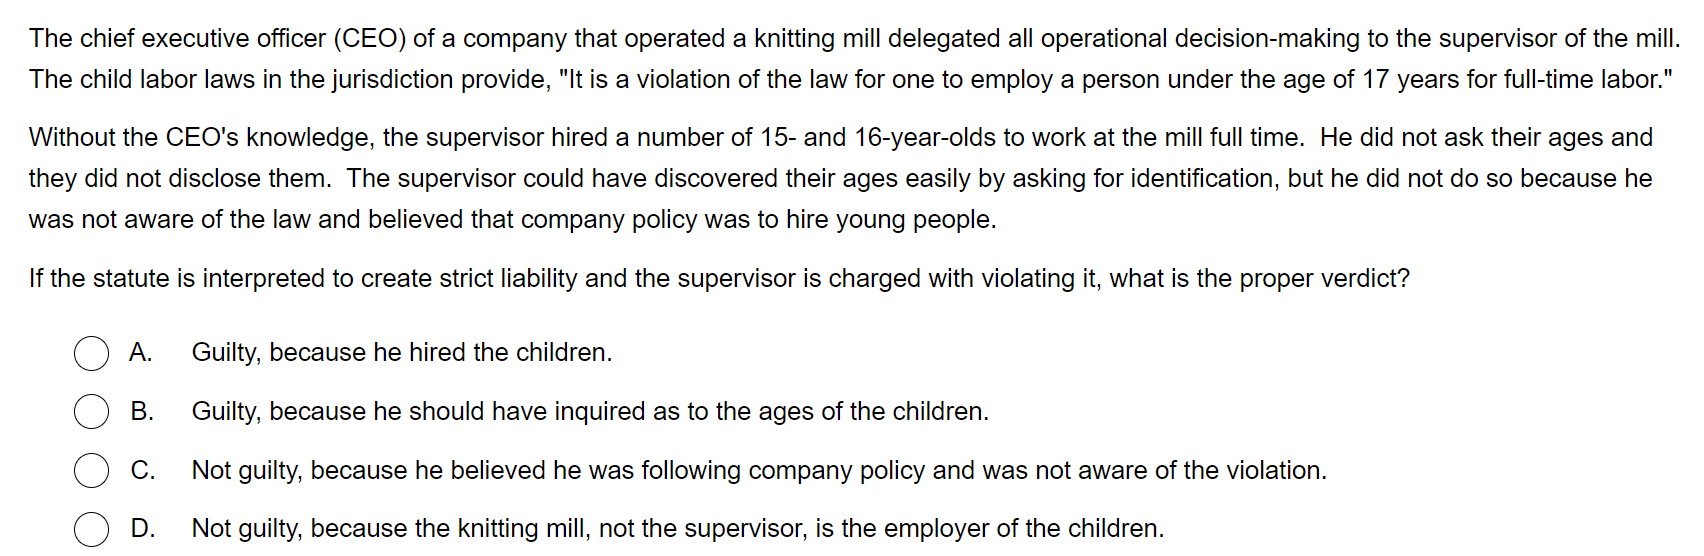 The chief executive officer (CEO) of a company that operated a knitting mill delegated all operational decision-making to the supervisor of the mill.
The child labor laws in the jurisdiction provide, "It is a violation of the law for one to employ a person under the age of 17 years for full-time labor."
Without the CEO's knowledge, the supervisor hired a number of 15- and 16-year-olds to work at the mill full time.  He did not ask their ages and
they did not disclose them.  The supervisor could have discovered their ages easily by asking for identification, but he did not do so because he
was not aware of the law and believed that company policy was to hire young people.
If the statute is interpreted to create strict liability and the supervisor is charged with violating it, what is the proper verdict?
A. Guilty, because he hired the children.
B. Guilty, because he should have inquired as to the ages of the children.
C. Not guilty, because he believed he was following company policy and was not aware of the violation.
D. Not guilty, because the knitting mill, not the supervisor, is the employer of the children.